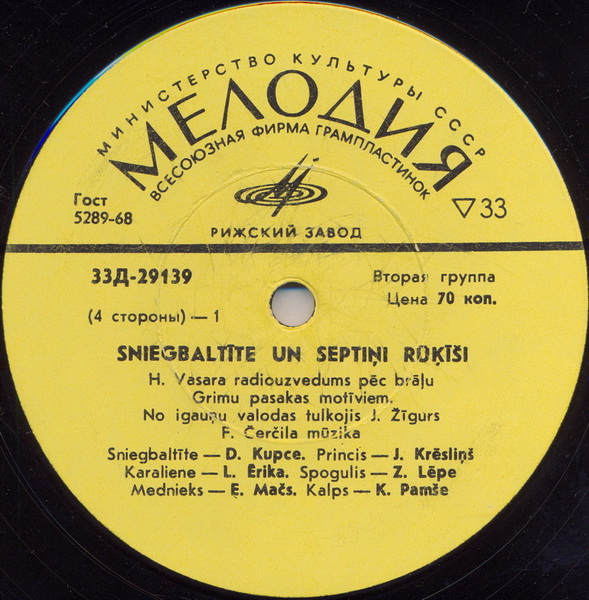 МИНИСТЕРСТВО КУЛЬТУРЫ СССР
МЕЛОДИЯ
ВСЕСОЮЗНАЯ ФИРМА ГРАМПЛАСТИНОК
Гост
5289-68
▽33
РИЖСКИЙ ЗАВОД
33Д-29139
Вторая группа
Цена 70 коп.
(4 стороны) — 1
SNIEGBALTĪTE UN SEPTIŅI RŪĶĪŠI
H. Vasara radiouzvedums pēc brāļu
Grimu pasakas motīviem.
No igauņu valodas tulkojis J. Žīgurs
F. Čerčila mūzika
Sniegbaltīte — D. Kupce. Princis — J. Krēsliņš
Karaliene — L. Ērika. Spogulis — Z. Lēpe
Mednieks — E. Mačs. Kalps — K. Pamše